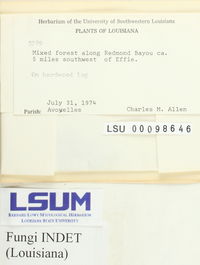 Herbarium of the University of Southwestern Louisiana
PLANTS OF LOUISIANA
Mixed forest along Redmond Bayou ca.
5 miles southwest of Effie.
On hardwood log
July 31, 1974
Parish: Avoyelles Charles M. Allen
LSU 00098646
LSUM
BERNARD LOWY MYCOLOGICAL HERBARIUM
LOUISIANA STATE UNIVERSITY
Fungi INDET
(Louisiana)